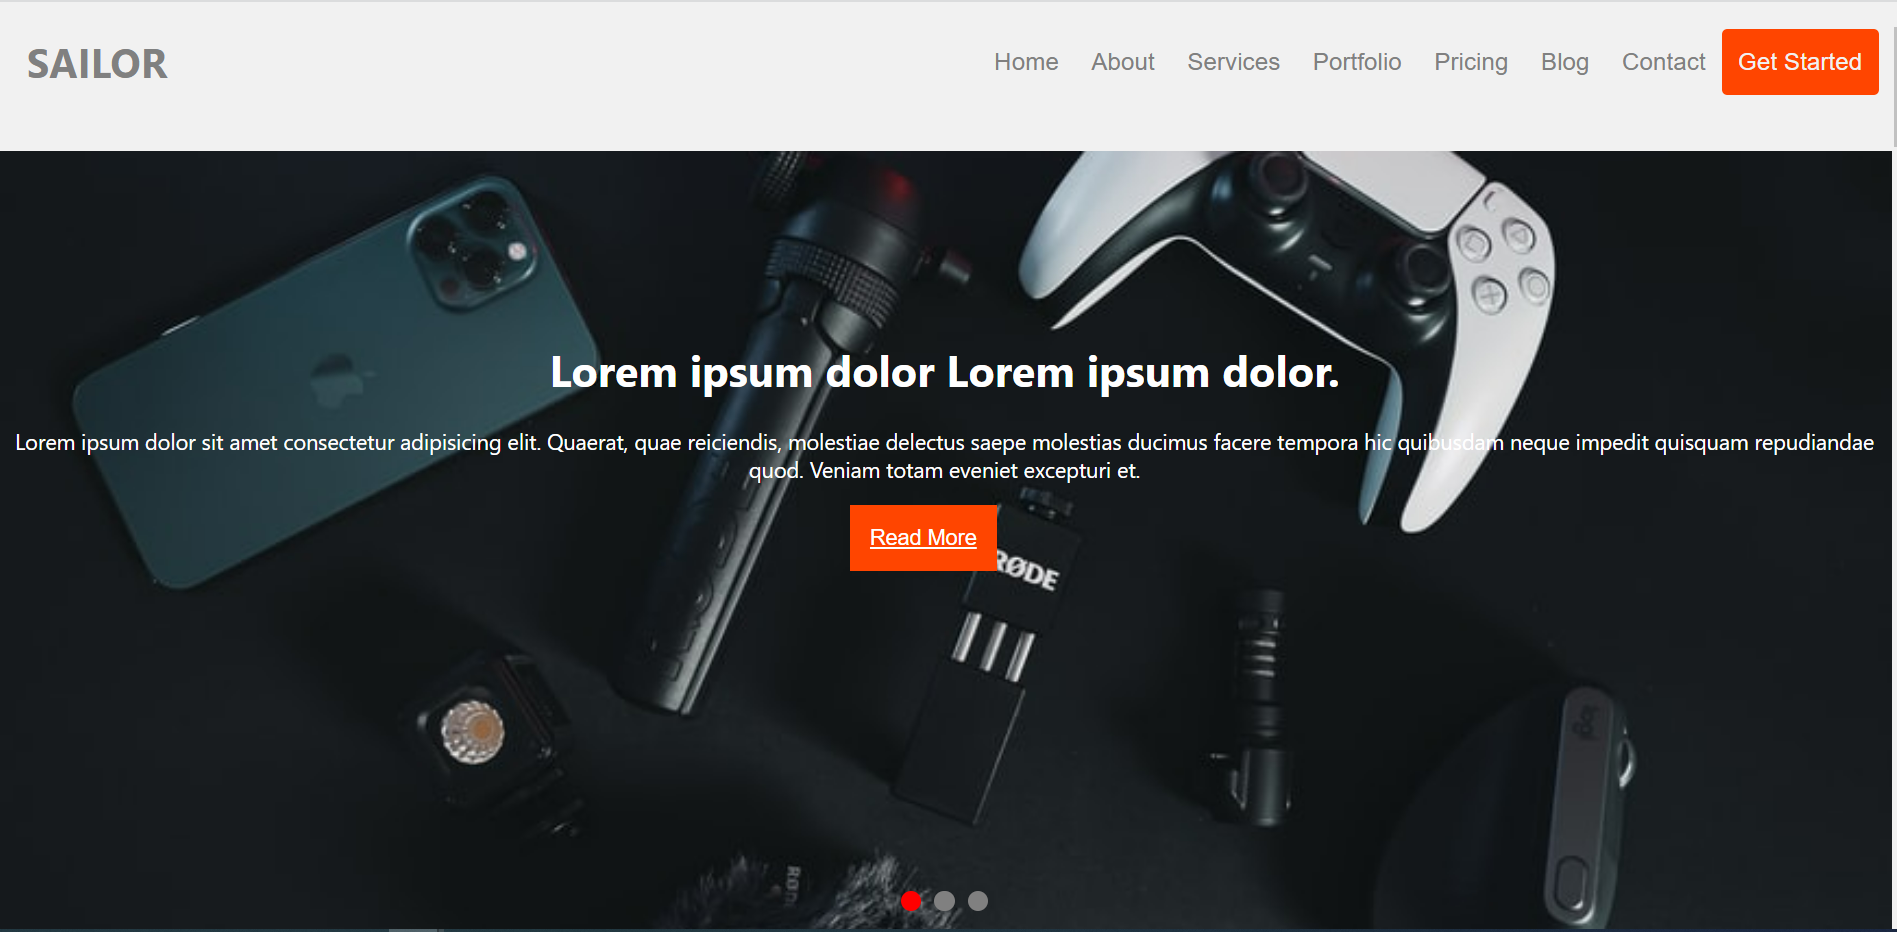 SAILOR
Home About Services Portfolio Pricing Blog Contact Get Started
Lorem ipsum dolor Lorem ipsum dolor.
Lorem ipsum dolor sit amet consectetur adipisicing elit. Quaerat, quae reiciendis, molestiae delectus saepe molestias ducimus facere tempora hic quibusdam neque impedit quisquam repudiandae
quod. Veniam totam eveniet excepturi et.
Read More
RØDE